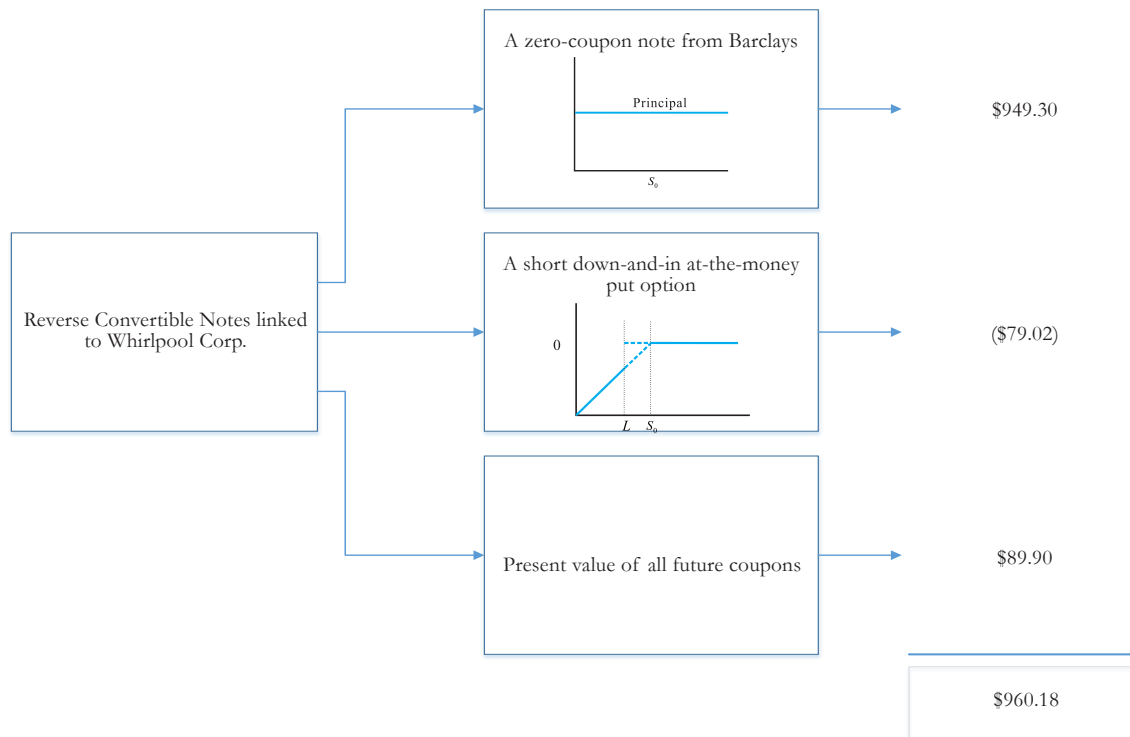 A zero-coupon note from Barclays
Principal
S₀
$949.30
Reverse Convertible Notes linked
to Whirlpool Corp.
A short down-and-in at-the-money
put option
0
L S₀
($79.02)
Present value of all future coupons
$89.90
$960.18